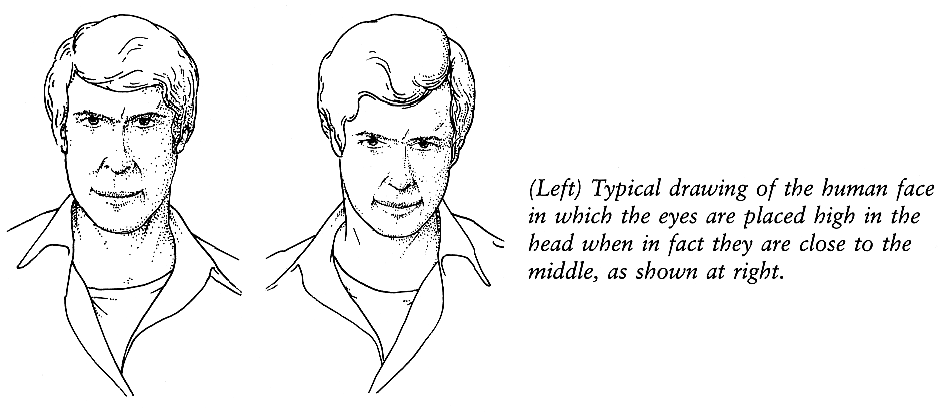 (Left) Typical drawing of the human face
in which the eyes are placed high in the
head when in fact they are close to the
middle, as shown at right.